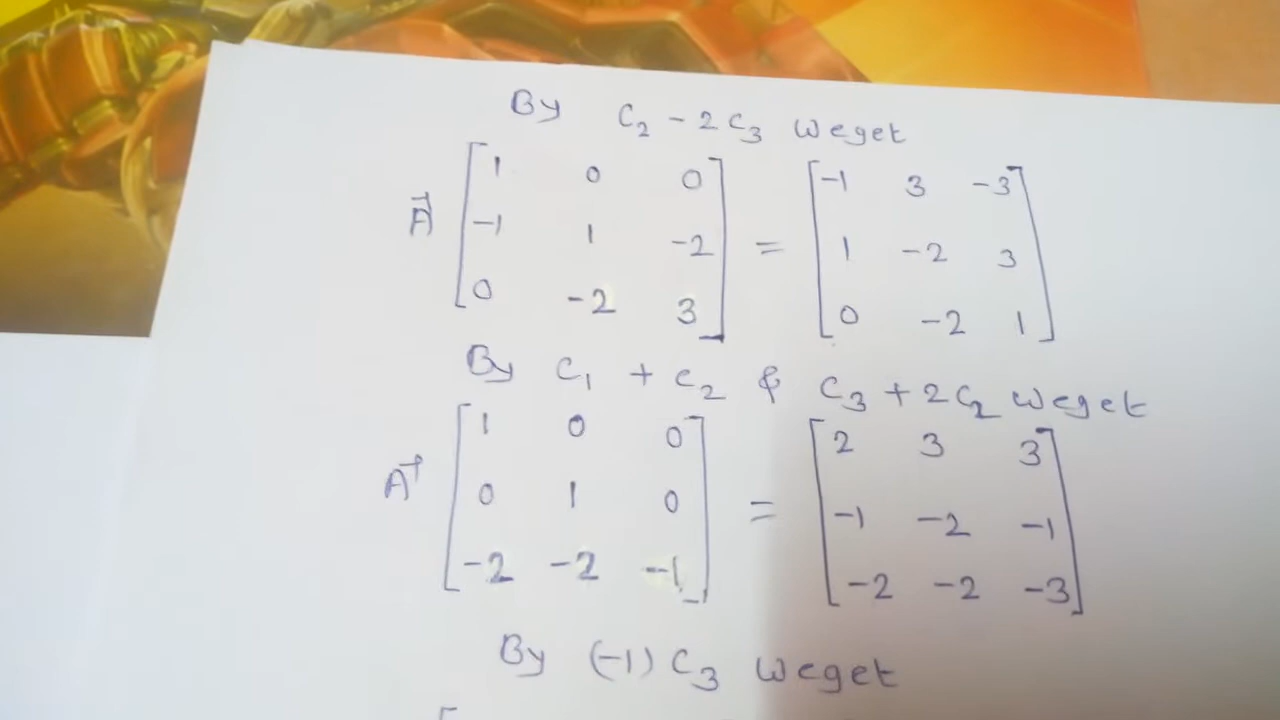 By C₂ - 2C₃ we get
A⁻¹ [1 0 0; -1 1 -2; 0 -2 3] = [-1 3 -3; 1 -2 3; 0 -2 1]
By C₁ + C₂ & C₃ + 2C₂ we get
A⁻¹ [1 0 0; 0 1 0; -2 -2 -1] = [2 3 3; -1 -2 -1; -2 -2 -3]
By (-1) C₃ we get